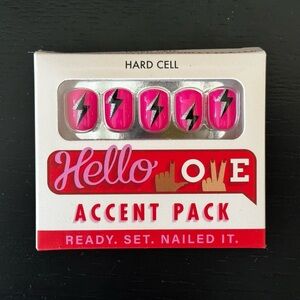 HARD CELL
Hello LOVE
ACCENT PACK
READY. SET. NAILED IT.